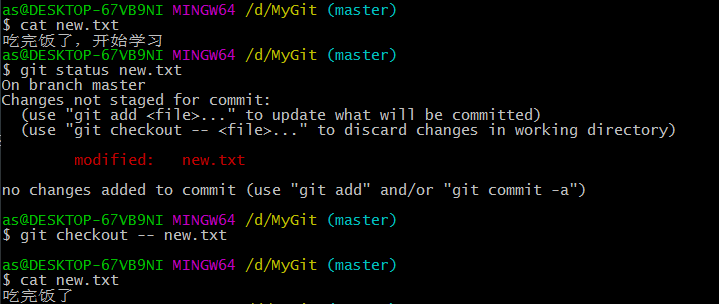 as@DESKTOP-67VB9NI MINGW64 /d/MyGit (master)
$ cat new.txt
吃完饭了，开始学习
as@DESKTOP-67VB9NI MINGW64 /d/MyGit (master)
$ git status new.txt
On branch master
Changes not staged for commit:
  (use "git add <file>..." to update what will be committed)
  (use "git checkout -- <file>..." to discard changes in working directory)
        modified:   new.txt
no changes added to commit (use "git add" and/or "git commit -a")
as@DESKTOP-67VB9NI MINGW64 /d/MyGit (master)
$ git checkout -- new.txt
as@DESKTOP-67VB9NI MINGW64 /d/MyGit (master)
$ cat new.txt
吃完饭了